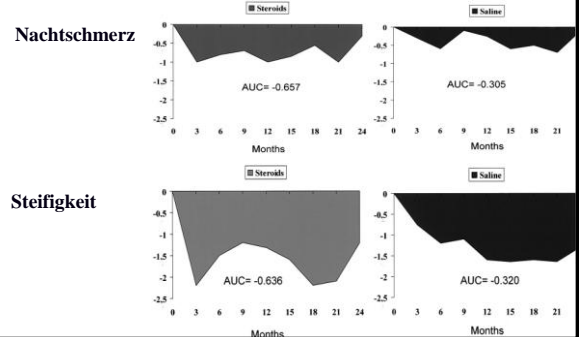 Steroids
Saline
Nachtschmerz
0
-0.5
-1
-1.5
-2
-2.5
AUC= -0.657
0 3 6 9 12 15 18 21 24
Months
0
-0.5
-1
-1.5
-2
-2.5
AUC= -0.305
0 3 6 9 12 15 18 21
Months
Steroids
Saline
Steifigkeit
0
-0.5
-1
-1.5
-2
-2.5
AUC= -0.636
0 3 6 9 12 15 18 21 24
Months
0
-0.5
-1
-1.5
-2
-2.5
AUC= -0.320
0 3 6 9 12 15 18 21
Months